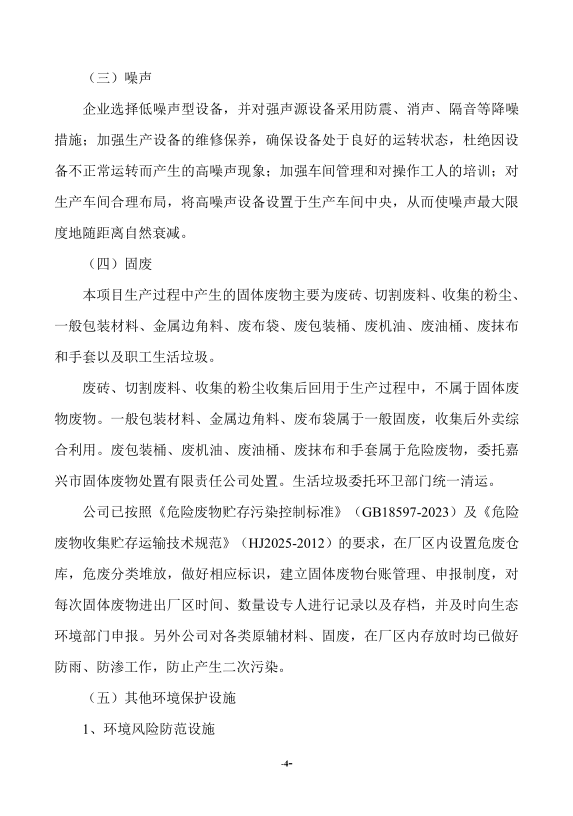 （三）噪声
企业选择低噪声型设备，并对强声源设备采用防震、消声、隔音等降噪
措施；加强生产设备的维修保养，确保设备处于良好的运转状态，杜绝因设
备不正常运转而产生的高噪声现象；加强车间管理和对操作工人的培训；对
生产车间合理布局，将高噪声设备设置于生产车间中央，从而使噪声最大限
度地随距离自然衰减。
（四）固废
本项目生产过程中产生的固体废物主要为废砖、切割废料、收集的粉尘、
一般包装材料、金属边角料、废布袋、废包装桶、废机油、废油桶、废抹布
和手套以及职工生活垃圾。
废砖、切割废料、收集的粉尘收集后回用于生产过程中，不属于固体废
物废物。一般包装材料、金属边角料、废布袋属于一般固废，收集后外卖综
合利用。废包装桶、废机油、废油桶、废抹布和手套属于危险废物，委托嘉
兴市固体废物处置有限责任公司处置。生活垃圾委托环卫部门统一清运。
公司已按照《危险废物贮存污染控制标准》（GB18597-2023）及《危险
废物收集贮存运输技术规范》（HJ2025-2012）的要求，在厂区内设置危废仓
库，危废分类堆放，做好相应标识，建立固体废物台账管理、申报制度，对
每次固体废物进出厂区时间、数量设专人进行记录以及存档，并及时向生态
环境部门申报。另外公司对各类原辅材料、固废，在厂区内存放时均已做好
防雨、防渗工作，防止产生二次污染。
（五）其他环境保护设施
1、环境风险防范设施
-4-